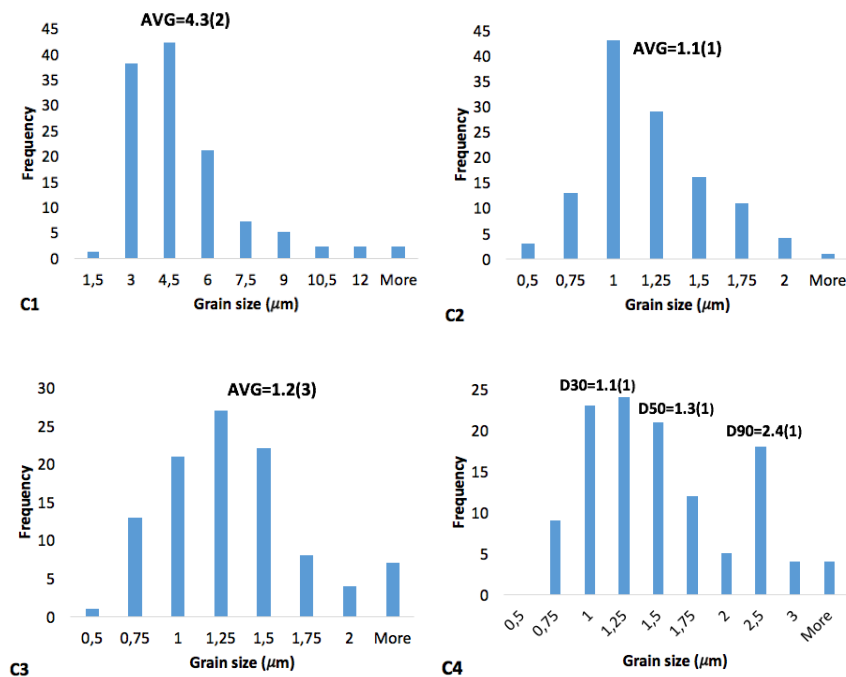 AVG=4.3(2)
45
40
35
30
25
20
15
10
5
0
Frequency
1,5 3 4,5 6 7,5 9 10,5 12 More
Grain size (μm)
C1
AVG=1.1(1)
45
40
35
30
25
20
15
10
5
0
Frequency
0,5 0,75 1 1,25 1,5 1,75 2 More
Grain size (μm)
C2
AVG=1.2(3)
30
25
20
15
10
5
0
Frequency
0,5 0,75 1 1,25 1,5 1,75 2 More
Grain size (μm)
C3
D30=1.1(1)
D50=1.3(1)
D90=2.4(1)
25
20
15
10
5
0
Frequency
0,5 0,75 1 1,25 1,5 1,75 2 2,5 3 More
Grain size (μm)
C4